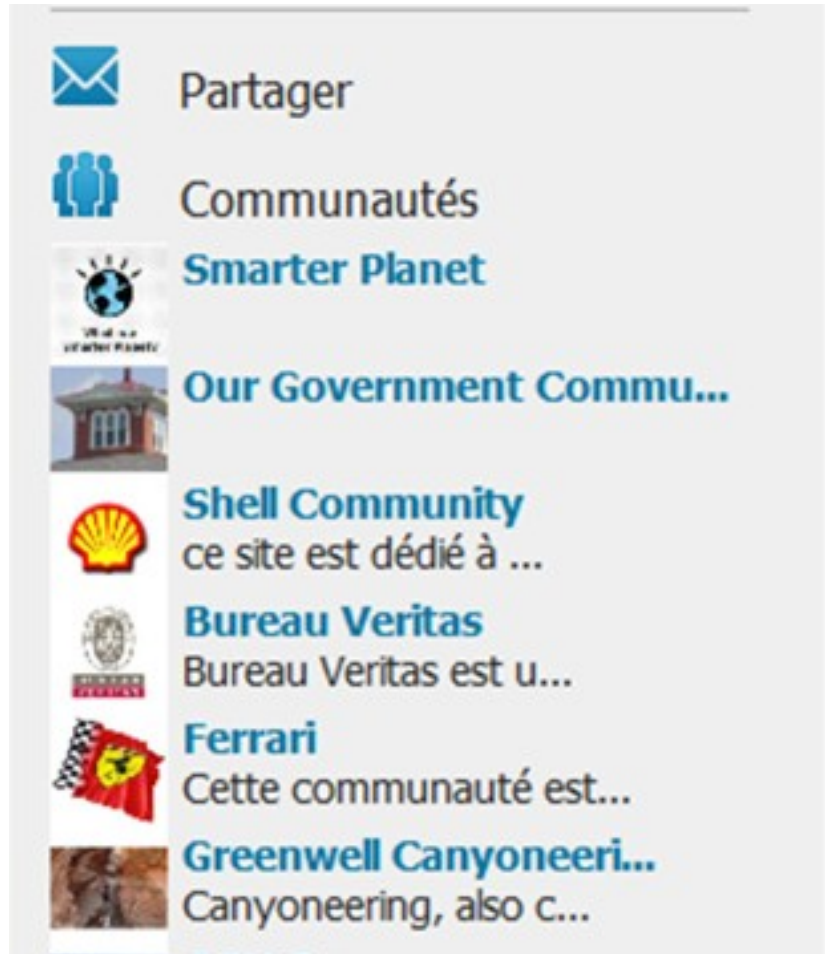 Partager
Communautés
Smarter Planet
Our Government Commu...
Shell Community
ce site est dédié à ...
Bureau Veritas
Bureau Veritas est u...
Ferrari
Cette communauté est...
Greenwell Canyoneeri...
Canyoneering, also c...